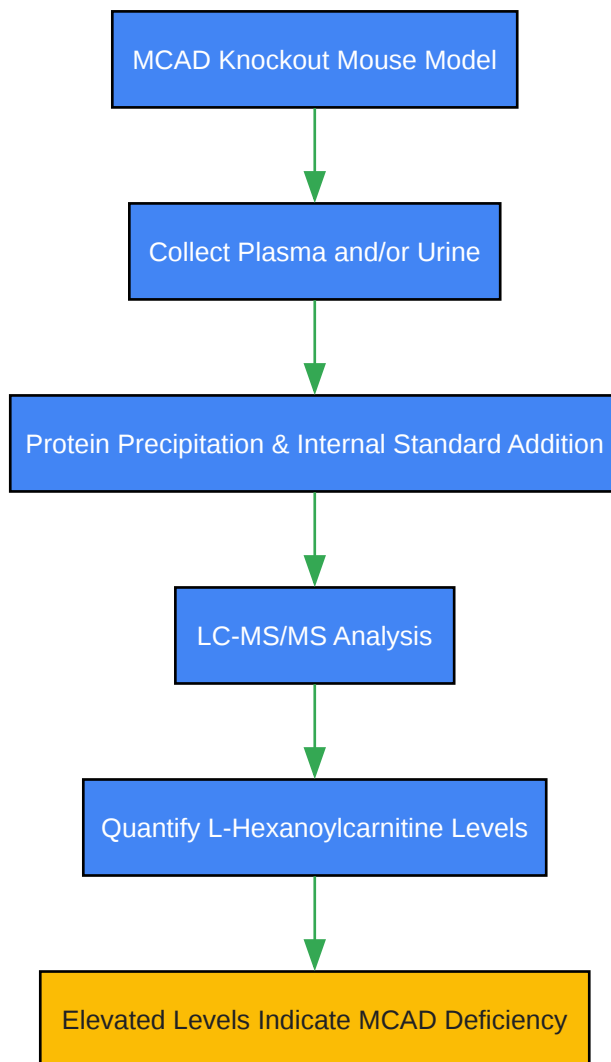 MCAD Knockout Mouse Model
Collect Plasma and/or Urine
Protein Precipitation & Internal Standard Addition
LC-MS/MS Analysis
Quantify L-Hexanoylcarnitine Levels
Elevated Levels Indicate MCAD Deficiency